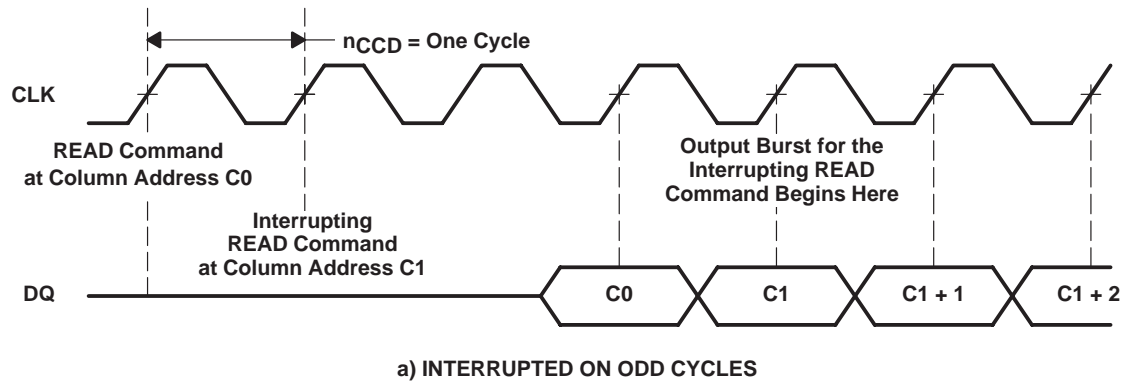 nCCD = One Cycle
CLK
READ Command
at Column Address C0
Output Burst for the
Interrupting READ
Command Begins Here
Interrupting
READ Command
at Column Address C1
DQ
C0
C1
C1 + 1
C1 + 2
a) INTERRUPTED ON ODD CYCLES